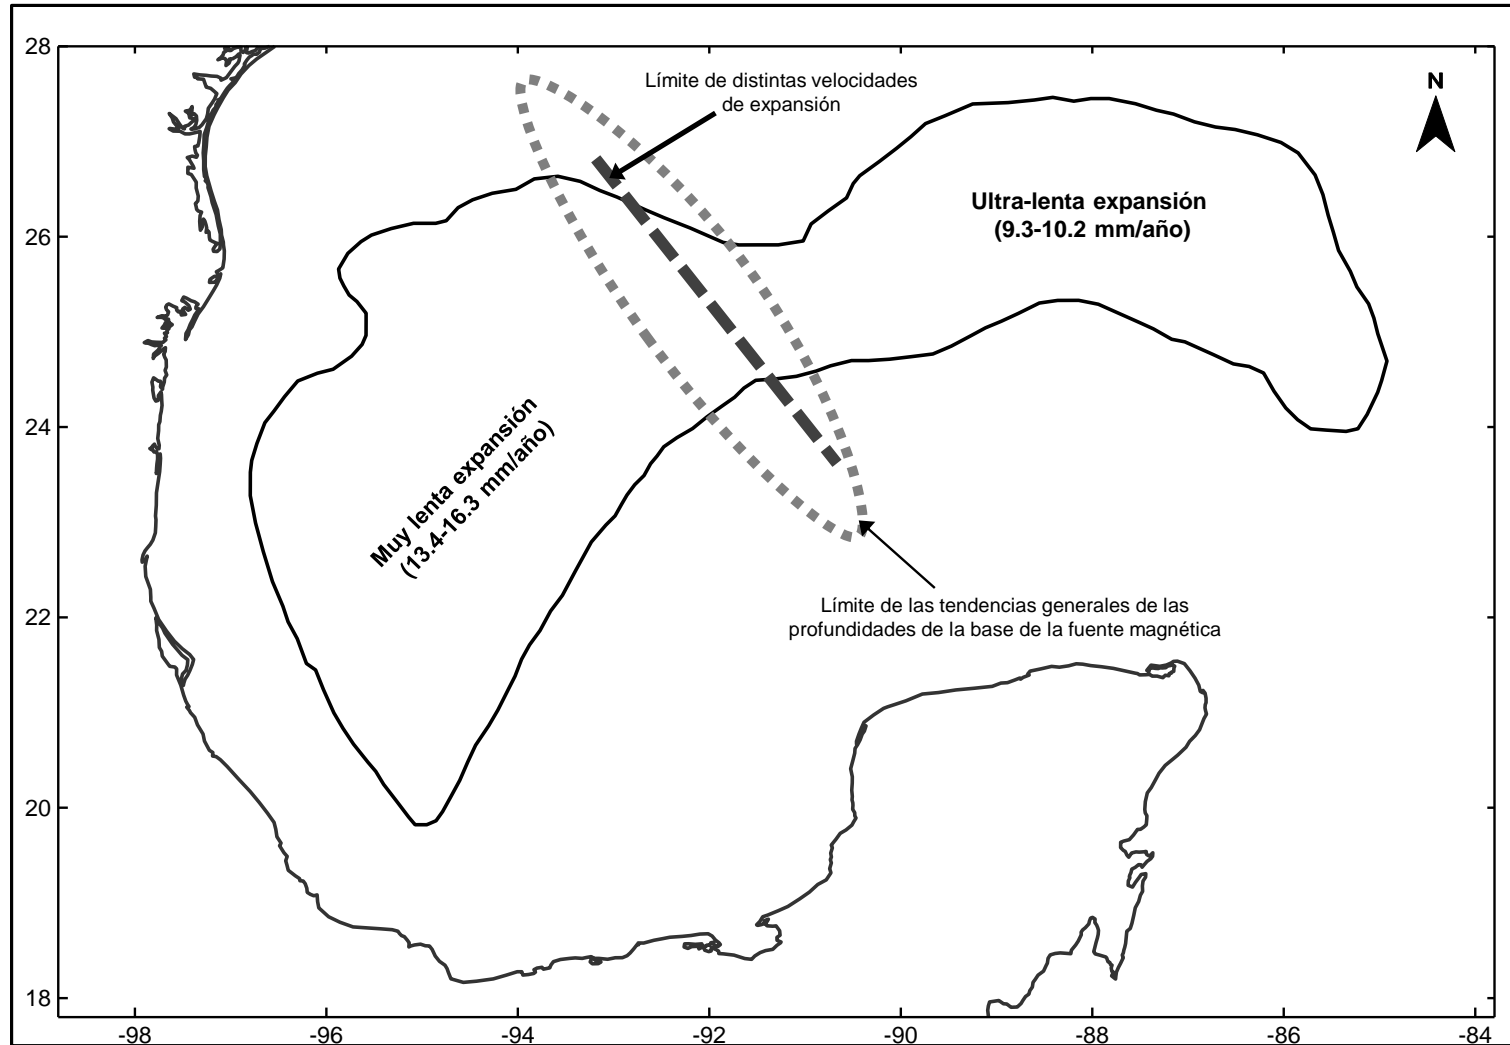 28
26
24
22
20
18
Límite de distintas velocidades
de expansión
N
Ultra-lenta expansión
(9.3-10.2 mm/año)
Muy lenta expansión
(13.4-16.3 mm/año)
Límite de las tendencias generales de las
profundidades de la base de la fuente magnética
-98
-96
-94
-92
-90
-88
-86
-84